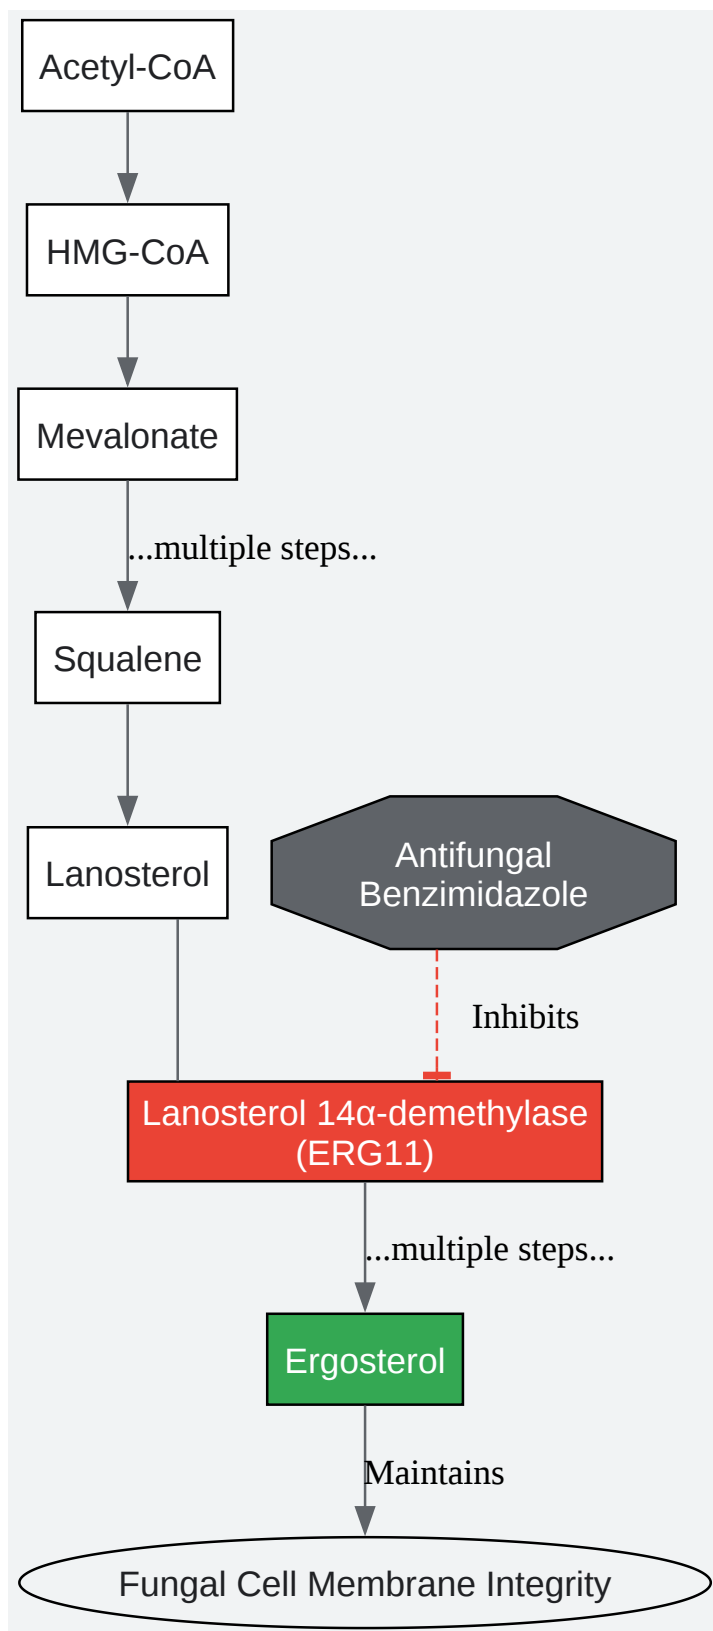 Acetyl-CoA
HMG-CoA
Mevalonate
...multiple steps...
Squalene
Lanosterol
Antifungal
Benzimidazole
Inhibits
Lanosterol 14α-demethylase
(ERG11)
...multiple steps...
Ergosterol
Maintains
Fungal Cell Membrane Integrity